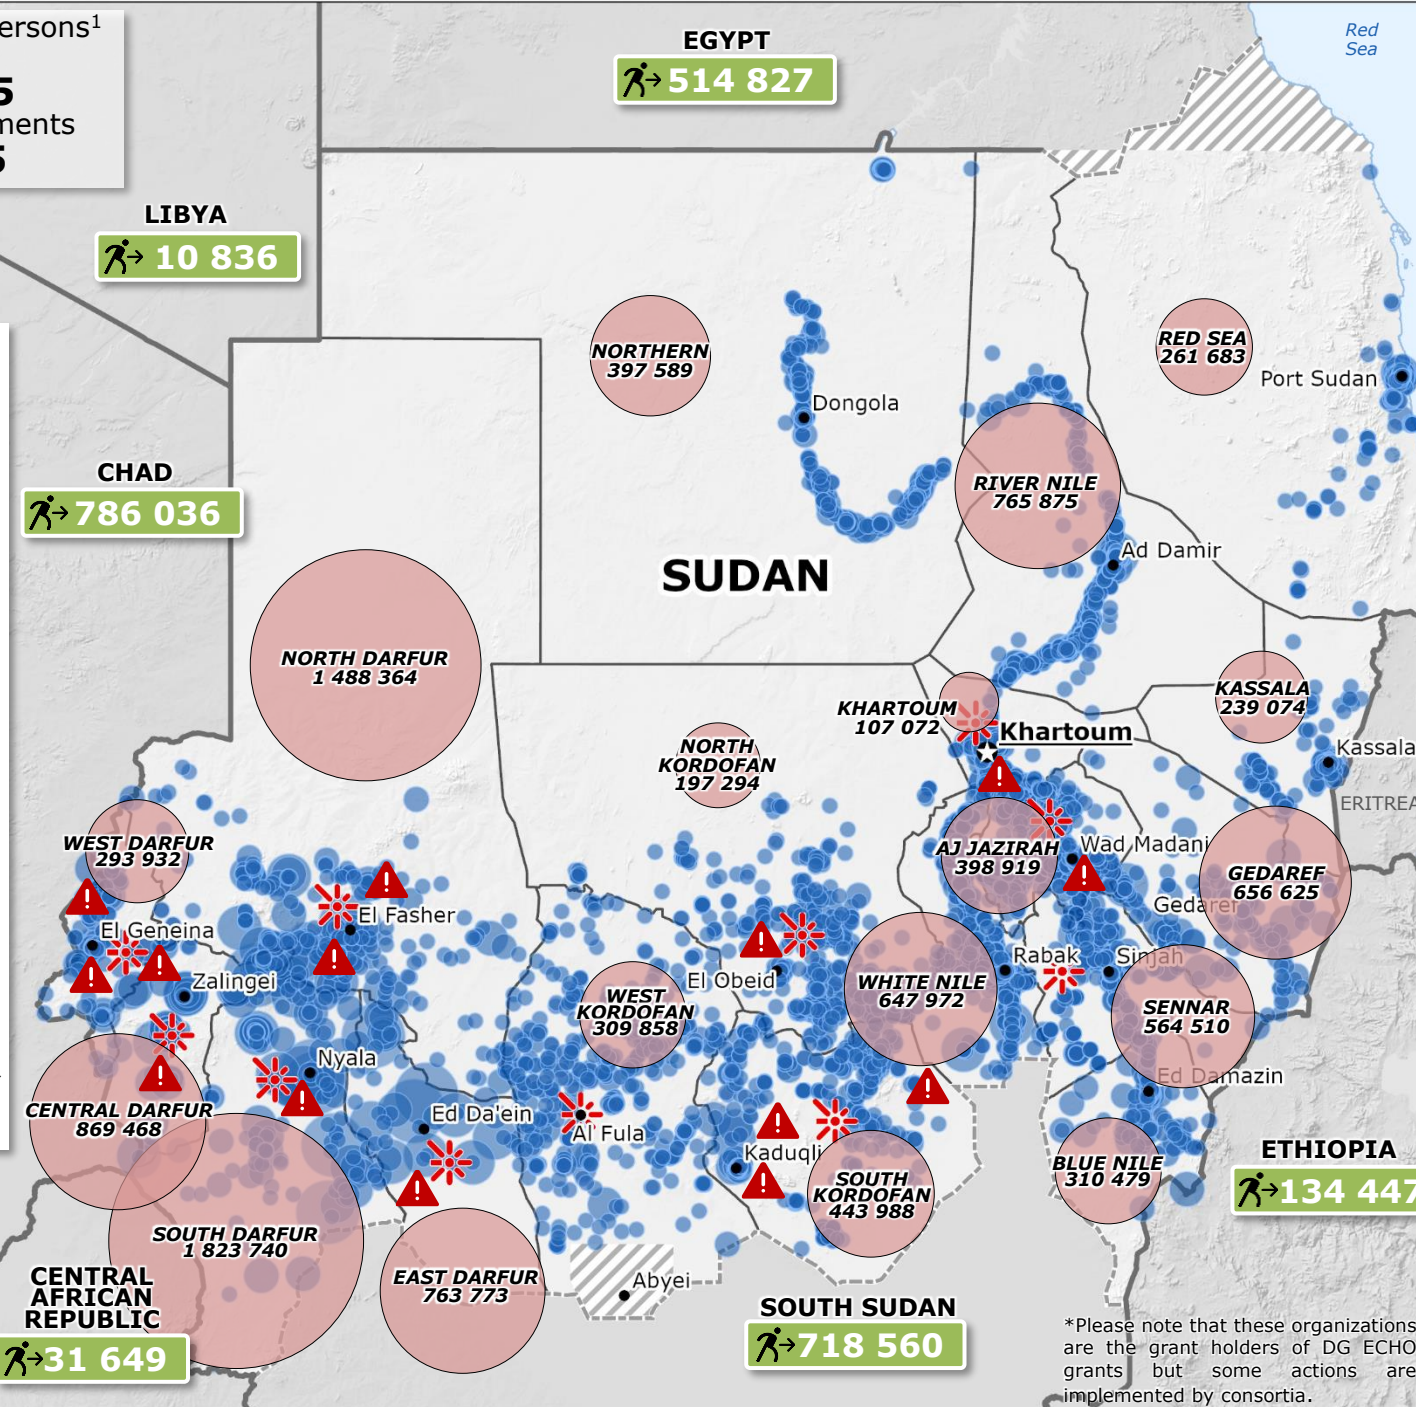 EGYPT
514 827
Red
Sea
LIBYA
10 836
NORTHERN
397 589
RED SEA
261 683
Port Sudan
Dongola
CHAD
786 036
RIVER NILE
765 875
SUDAN
Ad Damir
NORTH DARFUR
1 488 364
KHARTOUM
107 072
Khartoum
KASSALA
239 074
Kassala
NORTH
KORDOFAN
197 294
WEST DARFUR
293 932
AJ JAZIRAH
398 919
Wad Madani
GEDAREF
656 625
Gedaref
El Fasher
El Geneina
Zalingei
El Obeid
WEST
KORDOFAN
309 858
WHITE NILE
647 972
Rabak
Sinjah
SENNAR
564 510
Nyala
Ed Damazin
CENTRAL DARFUR
869 468
Ed Da'ein
Al Fula
Kaduqli
SOUTH
KORDOFAN
443 988
BLUE NILE
310 479
ETHIOPIA
134 447
SOUTH DARFUR
1 823 740
EAST DARFUR
763 773
Abyei
CENTRAL
AFRICAN
REPUBLIC
31 649
SOUTH SUDAN
718 560
*Please note that these organizations
are the grant holders of DG ECHO
grants but some actions are
implemented by consortia.